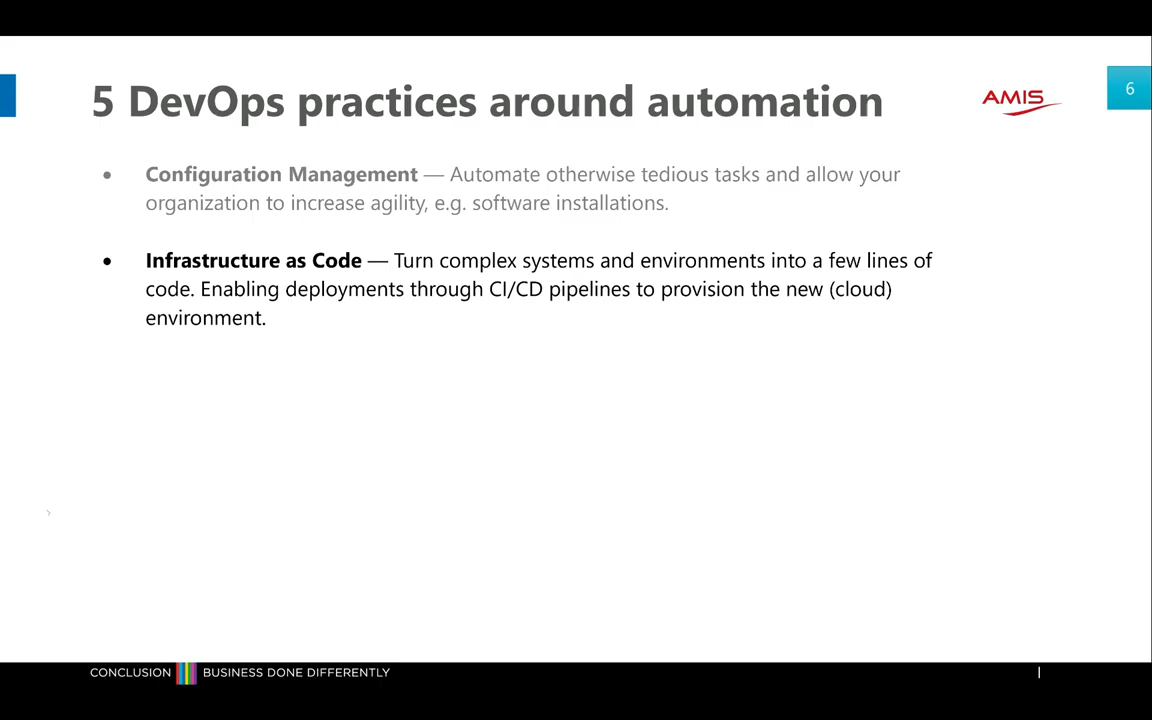 5 DevOps practices around automation
AMIS
6
• Configuration Management — Automate otherwise tedious tasks and allow your
organization to increase agility, e.g. software installations.
• Infrastructure as Code — Turn complex systems and environments into a few lines of
code. Enabling deployments through CI/CD pipelines to provision the new (cloud)
environment.
›
CONCLUSION BUSINESS DONE DIFFERENTLY |